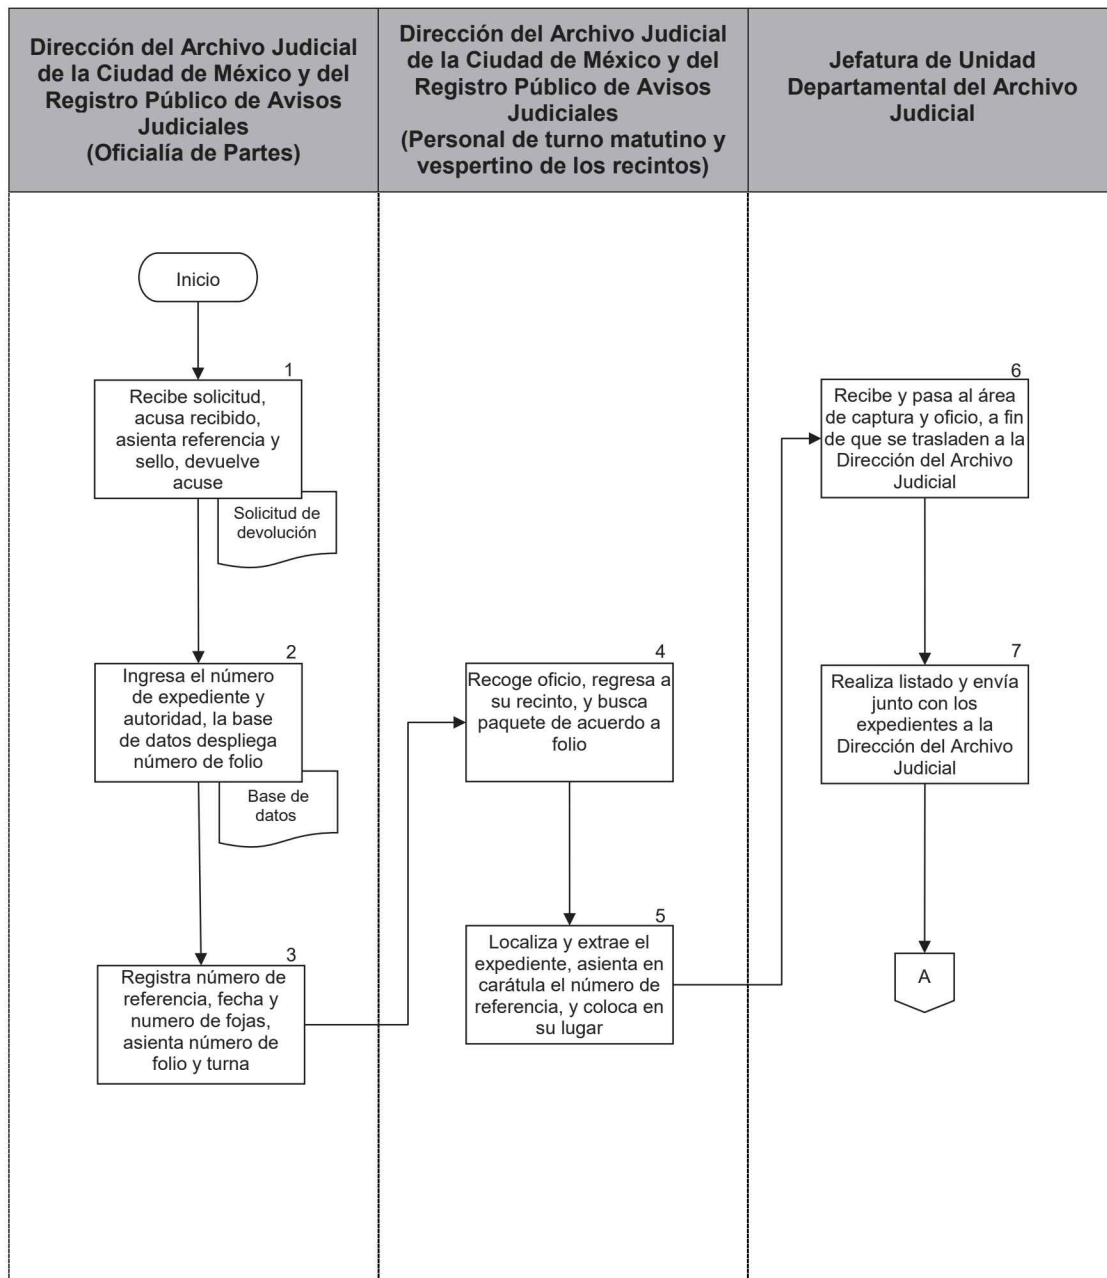 Dirección del Archivo Judicial
de la Ciudad de México y del
Registro Público de Avisos
Judiciales
(Oficialía de Partes)
Dirección del Archivo Judicial
de la Ciudad de México y del
Registro Público de Avisos
Judiciales
(Personal de turno matutino y
vespertino de los recintos)
Jefatura de Unidad
Departamental del Archivo
Judicial
Inicio
1
Recibe solicitud,
acusa recibido,
asienta referencia y
sello, devuelve
acuse
Solicitud de
devolución
2
Ingresa el número
de expediente y
autoridad, la base
de datos despliega
número de folio
Base de
datos
3
Registra número de
referencia, fecha y
numero de fojas,
asienta número de
folio y turna
4
Recoge oficio, regresa a
su recinto, y busca
paquete de acuerdo a
folio
5
Localiza y extrae el
expediente, asienta en
carátula el número de
referencia, y coloca en
su lugar
6
Recibe y pasa al área
de captura y oficio, a fin
de que se trasladen a la
Dirección del Archivo
Judicial
7
Realiza listado y envía
junto con los
expedientes a la
Dirección del Archivo
Judicial
A